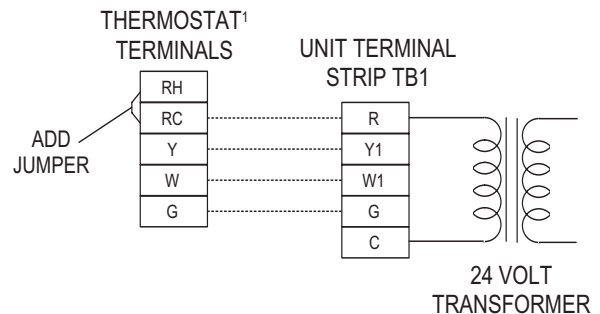 THERMOSTAT¹
TERMINALS
UNIT TERMINAL
STRIP TB1
RH
RC
Y
W
G
ADD
JUMPER
R
Y1
W1
G
C
24 VOLT
TRANSFORMER